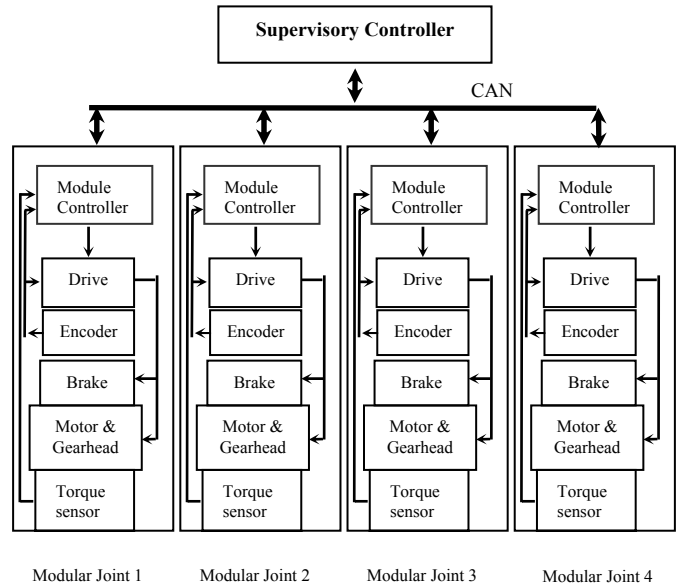 Supervisory Controller
CAN
Module
Controller
Drive
Encoder
Brake
Motor &
Gearhead
Torque
sensor
Modular Joint 1
Module
Controller
Drive
Encoder
Brake
Motor &
Gearhead
Torque
sensor
Modular Joint 2
Module
Controller
Drive
Encoder
Brake
Motor &
Gearhead
Torque
sensor
Modular Joint 3
Module
Controller
Drive
Encoder
Brake
Motor &
Gearhead
Torque
sensor
Modular Joint 4